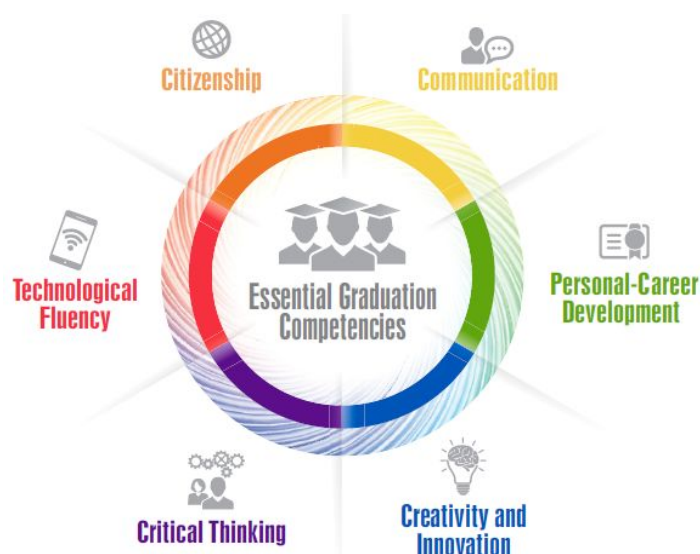 Citizenship
Communication
Technological
Fluency
Essential Graduation
Competencies
Personal-Career
Development
Critical Thinking
Creativity and
Innovation